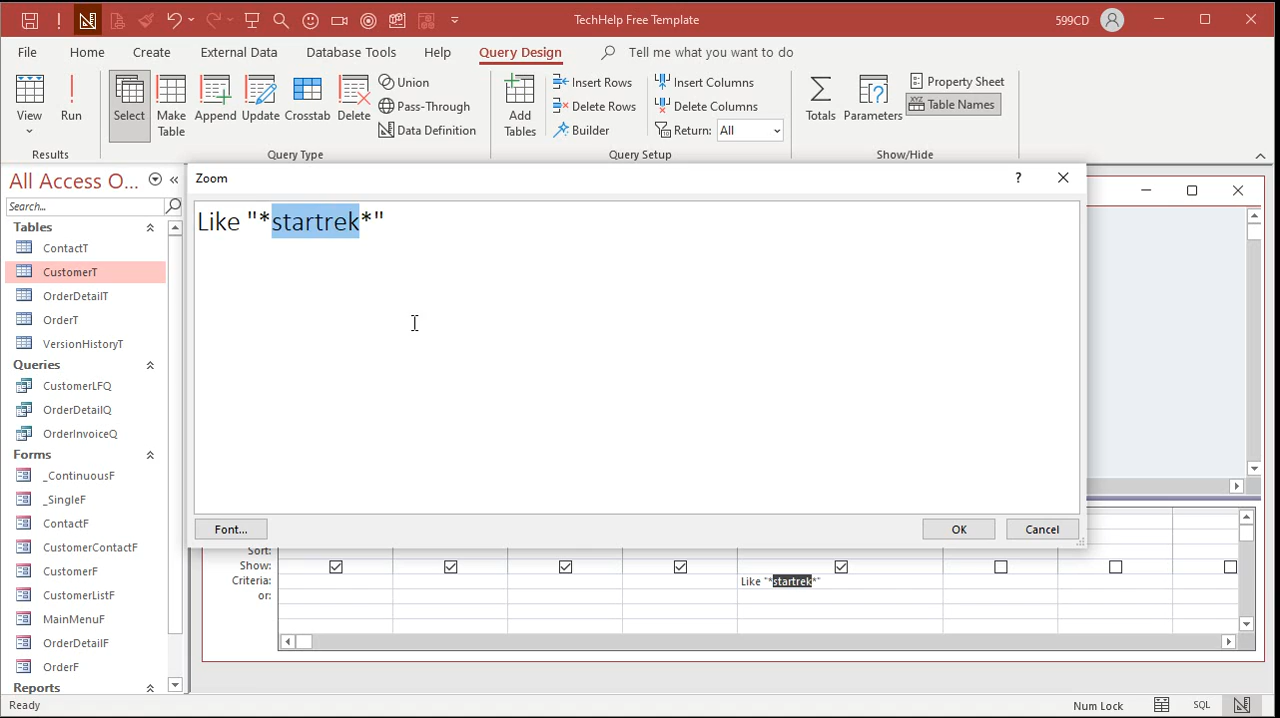 TechHelp Free Template
599CD
File
Home
Create
External Data
Database Tools
Help
Query Design
Tell me what you want to do
View
Run
Select
Make Table
Append
Update
Crosstab
Delete
Union
Pass-Through
Data Definition
Add Tables
Insert Rows
Delete Rows
Builder
Insert Columns
Delete Columns
Return: All
Totals
Parameters
Property Sheet
Table Names
Results
Query Type
Query Setup
Show/Hide
All Access O...
Search...
Tables
ContactT
CustomerT
OrderDetailT
OrderT
VersionHistoryT
Queries
CustomerLFQ
OrderDetailQ
OrderInvoiceQ
Forms
_ContinuousF
_SingleF
ContactF
CustomerContactF
CustomerF
CustomerListF
MainMenuF
OrderDetailF
OrderF
Reports
Zoom
?
Like "*startrek*"
Font...
OK
Cancel
Sort:
Show:
Criteria:
Like "*startrek*"
or:
Ready
Num Lock
SQL